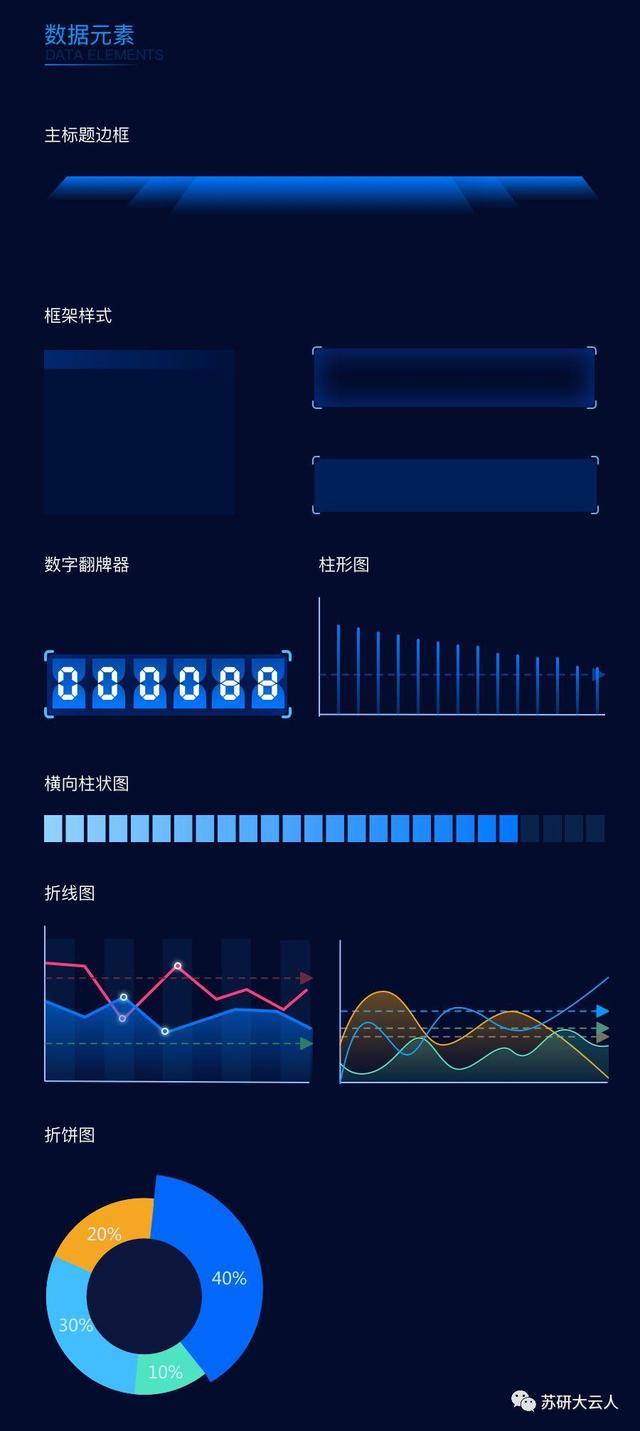 数据元素
DATA ELEMENTS
主标题边框
框架样式
数字翻牌器
柱形图
000088
横向柱状图
折线图
折饼图
20%
40%
30%
10%
苏研大云人